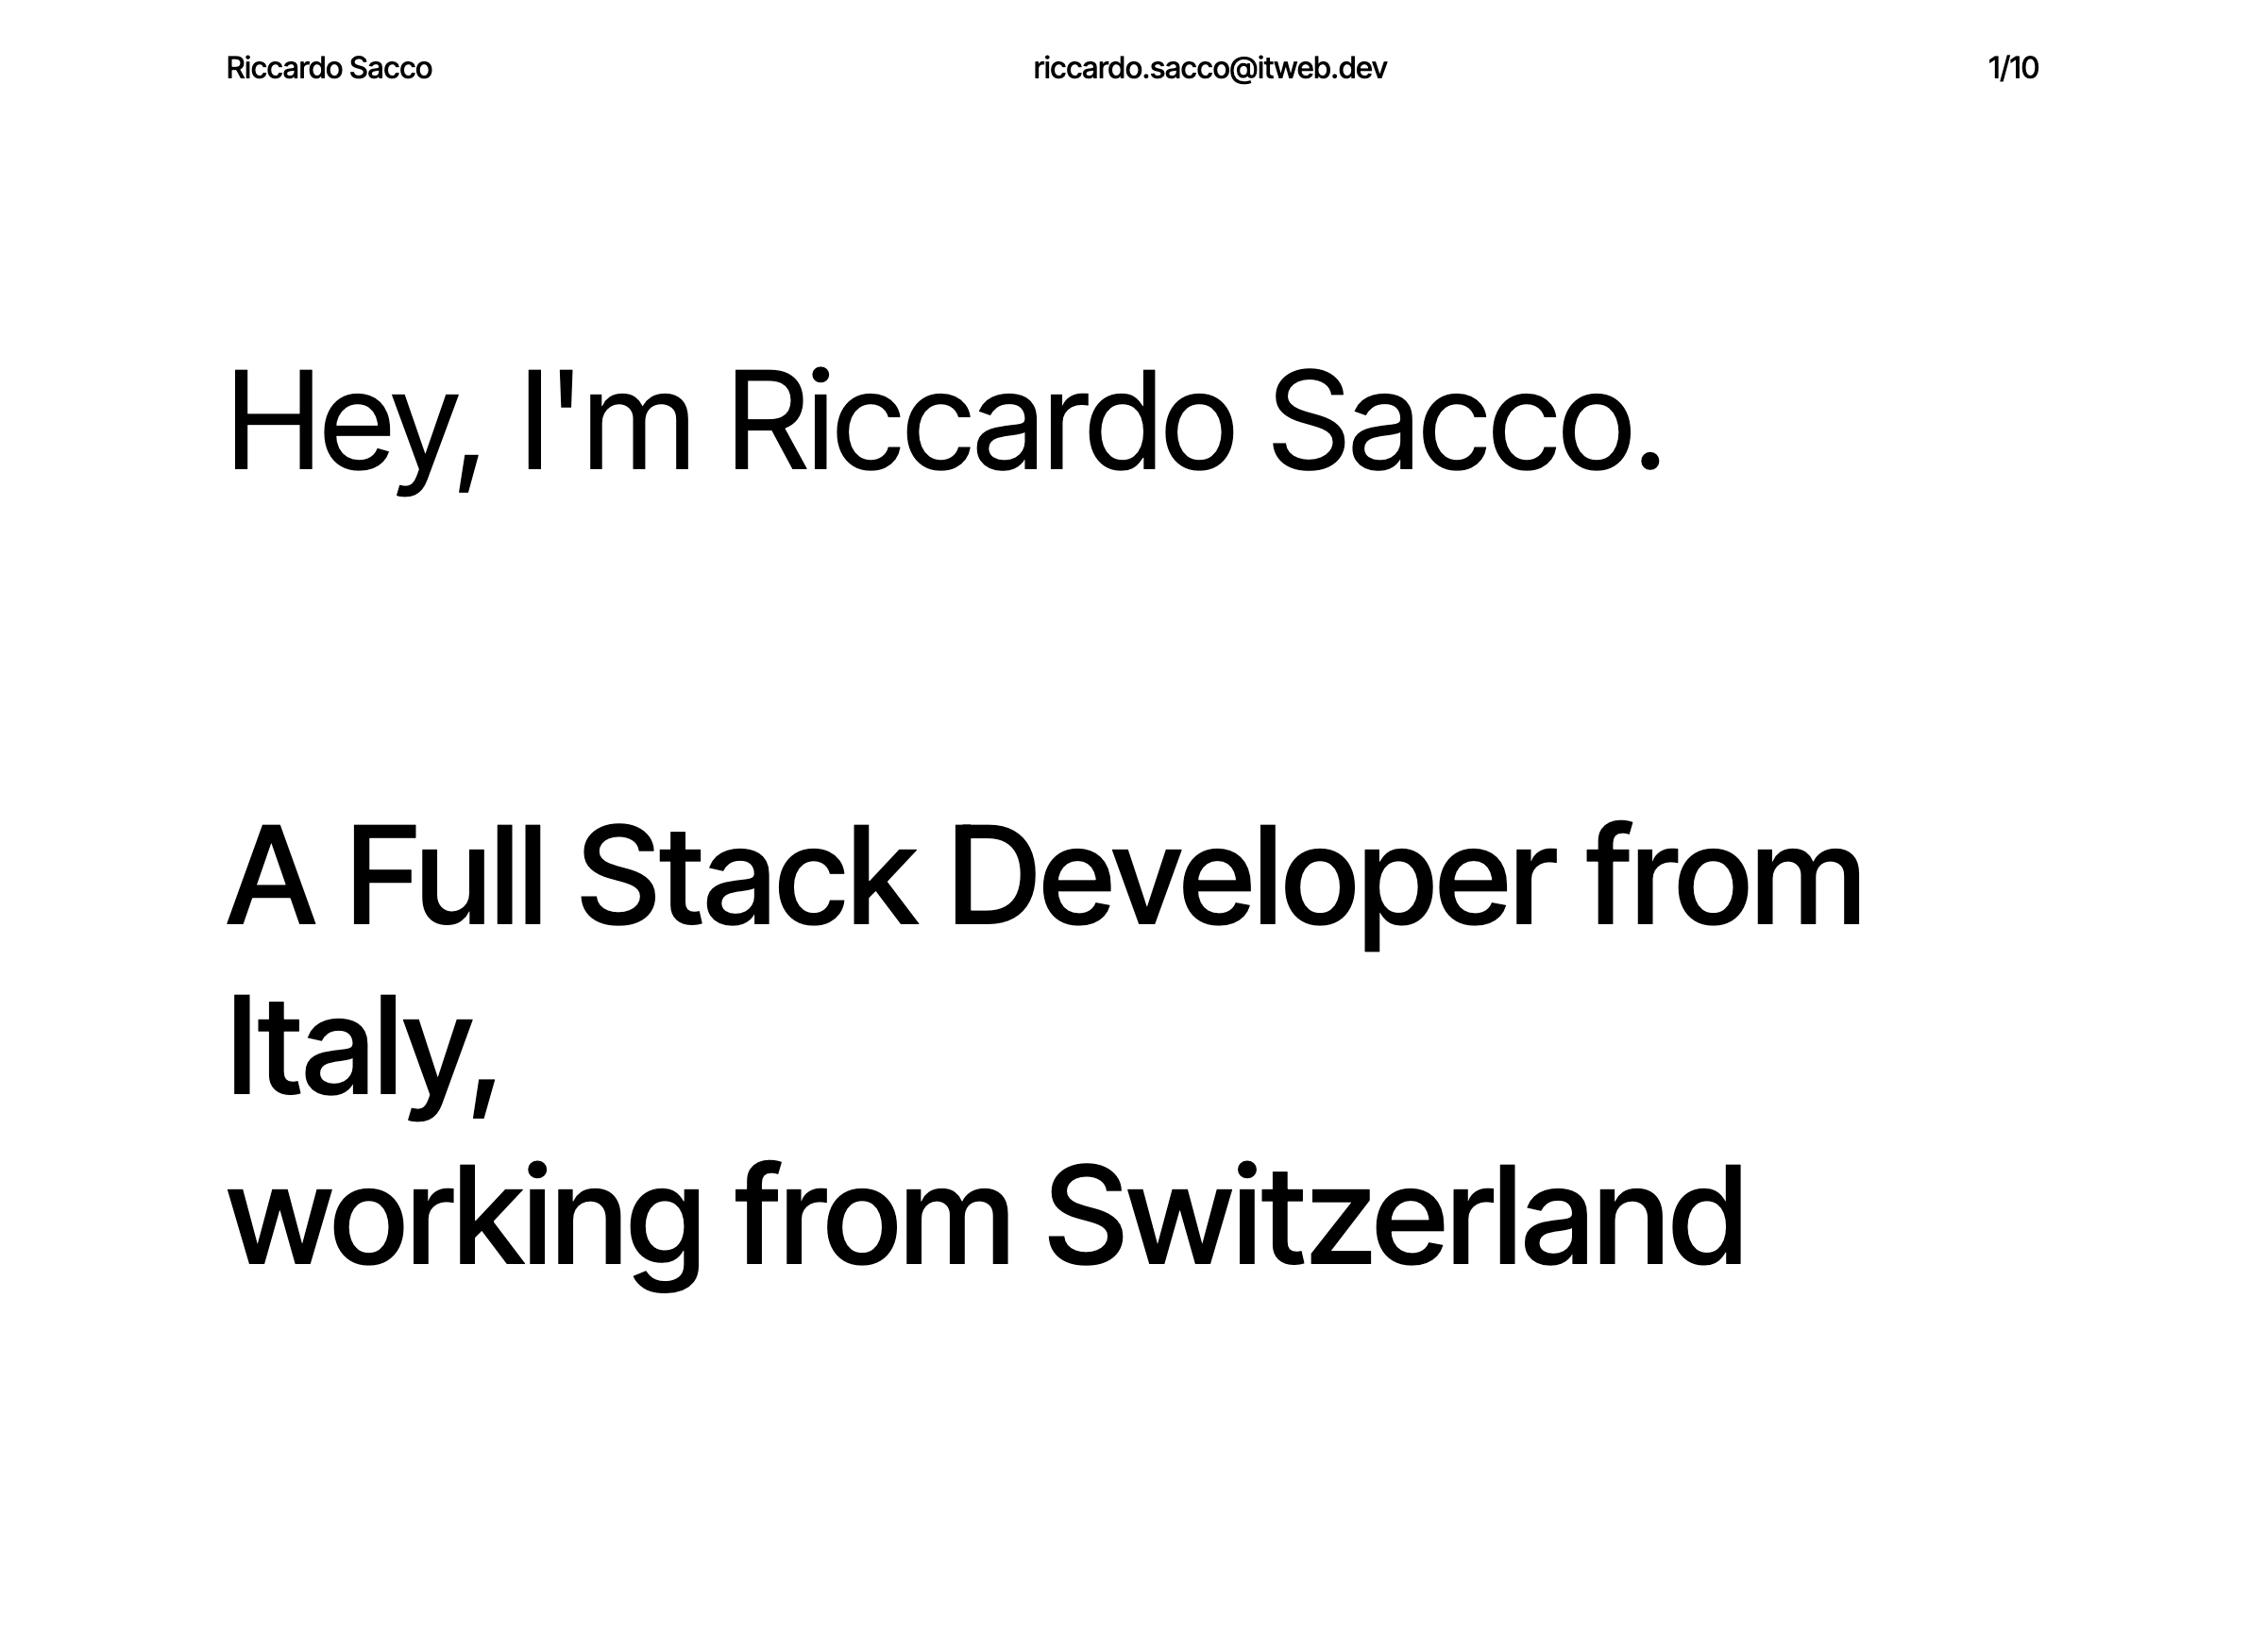 Riccardo Sacco riccardo.sacco@itweb.dev 1/10
Hey, I'm Riccardo Sacco.
A Full Stack Developer from
Italy,
working from Switzerland